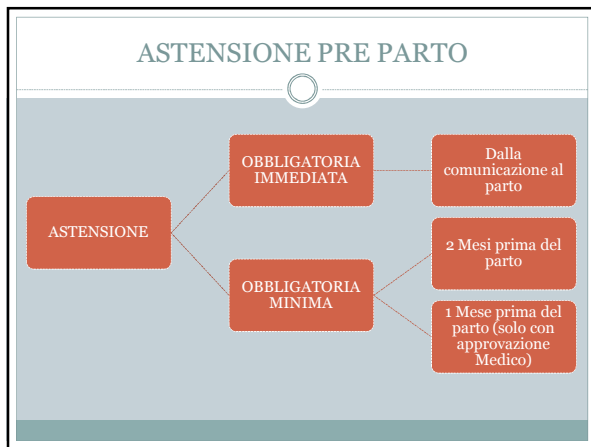 ASTENSIONE PRE PARTO
ASTENSIONE
OBBLIGATORIA
IMMEDIATA
Dalla
comunicazione al
parto
OBBLIGATORIA
MINIMA
2 Mesi prima del
parto
1 Mese prima del
parto (solo con
approvazione
Medico)